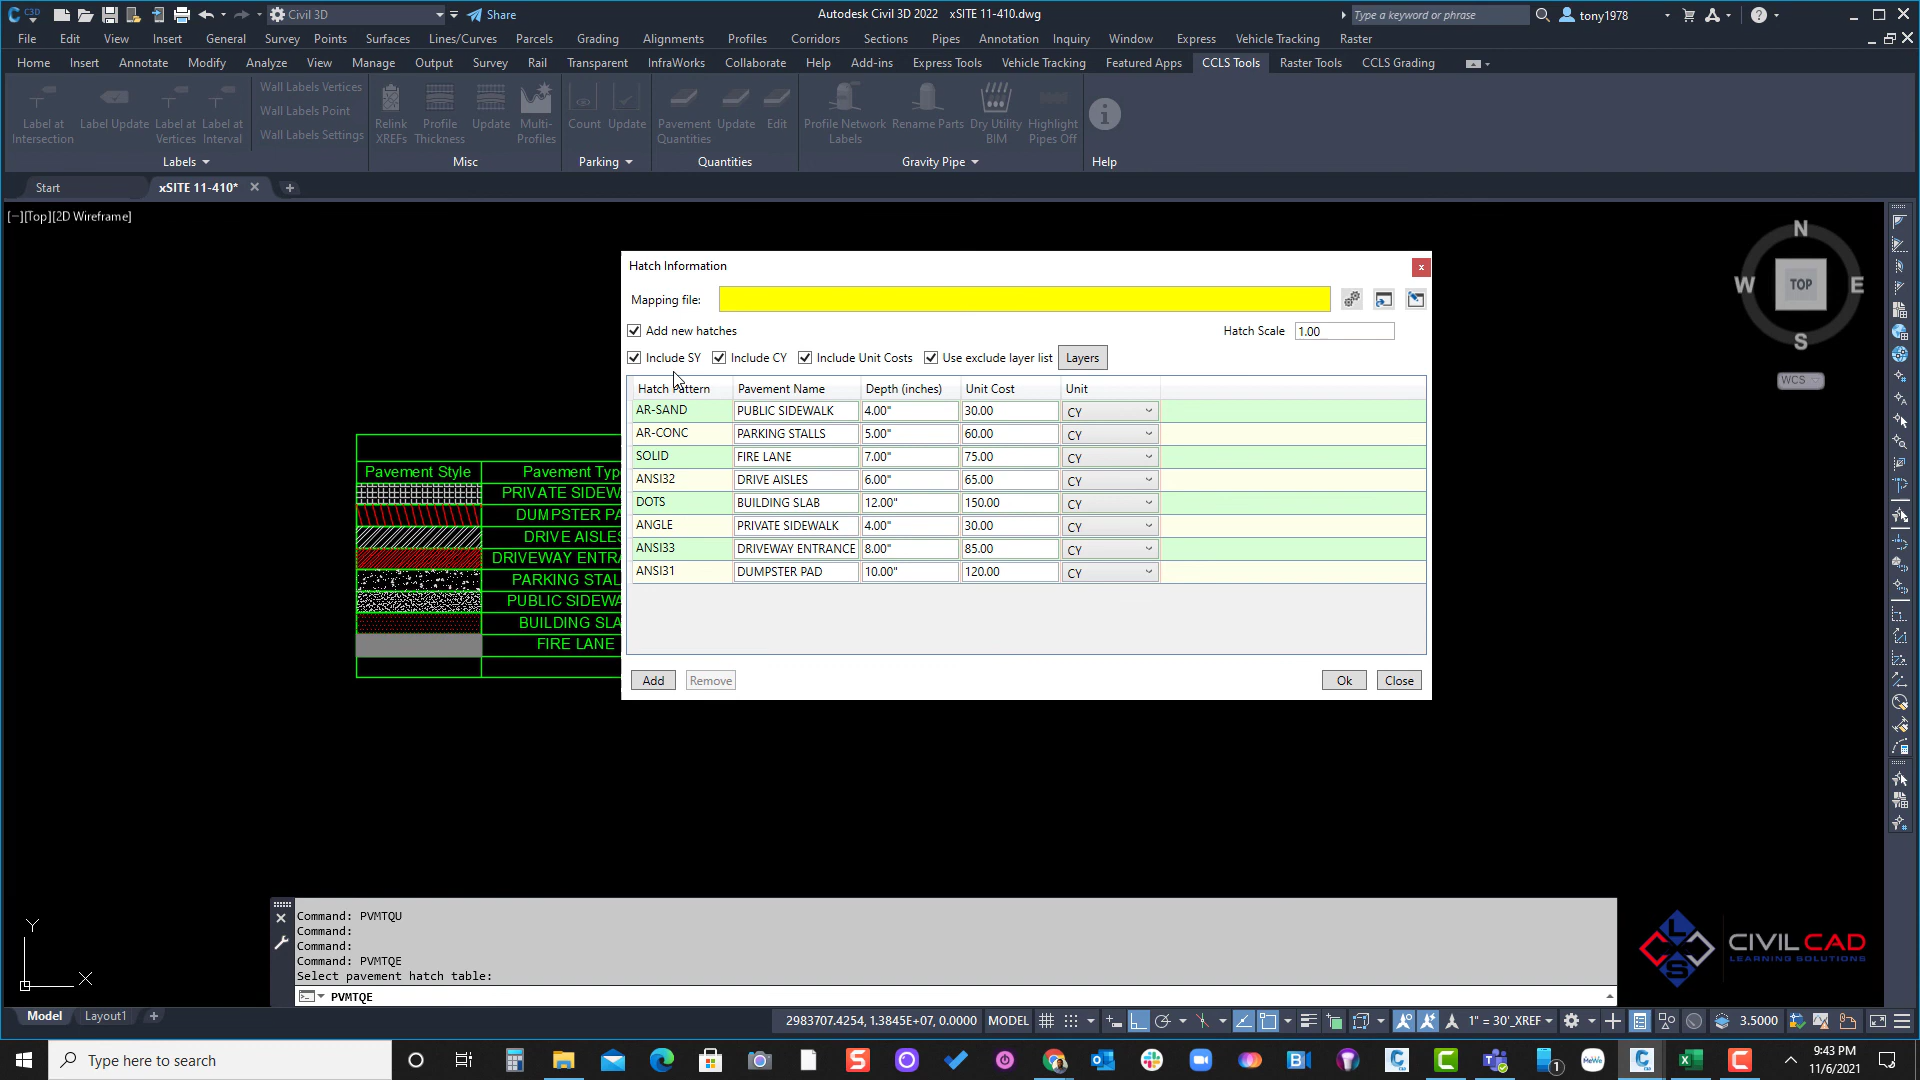 C3D
Civil 3D
Share
Autodesk Civil 3D 2022 xSITE 11-410.dwg
Type a keyword or phrase
tony1978
File Edit View Insert General Survey Points Surfaces Lines/Curves Parcels Grading Alignments Profiles Corridors Sections Pipes Annotation Inquiry Window Express Vehicle Tracking Raster
Home Insert Annotate Modify Analyze View Manage Output Survey Rail Transparent InfraWorks Collaborate Help Add-ins Express Tools Vehicle Tracking Featured Apps CCLS Tools Raster Tools CCLS Grading
Label at Intersection
Label Update
Label at Vertices
Label at Interval
Wall Labels Vertices
Wall Labels Point
Wall Labels Settings
Relink XREFs
Profile Thickness
Update
Multi-Profiles
Count
Update
Pavement Quantities
Update
Edit
Profile Network Labels
Rename Parts
Dry Utility BIM
Highlight Pipes Off
Labels
Misc
Parking
Quantities
Gravity Pipe
Help
Start
xSITE 11-410*
[−][Top][2D Wireframe]
N
W
TOP
E
S
WCS
Hatch Information
Mapping file:
Add new hatches
Hatch Scale 1.00
Include SY Include CY Include Unit Costs Use exclude layer list Layers
Hatch Pattern Pavement Name Depth (inches) Unit Cost Unit
AR-SAND PUBLIC SIDEWALK 4.00" 30.00 CY
AR-CONC PARKING STALLS 5.00" 60.00 CY
SOLID FIRE LANE 7.00" 75.00 CY
ANSI32 DRIVE AISLES 6.00" 65.00 CY
DOTS BUILDING SLAB 12.00" 150.00 CY
ANGLE PRIVATE SIDEWALK 4.00" 30.00 CY
ANSI33 DRIVEWAY ENTRANCE 8.00" 85.00 CY
ANSI31 DUMPSTER PAD 10.00" 120.00 CY
Add Remove Ok Close
Pavement Style Pavement Typ
PRIVATE SIDEWA
DUMPSTER PA
DRIVE AISLES
DRIVEWAY ENTRA
PARKING STAL
PUBLIC SIDEWA
BUILDING SLA
FIRE LANE
Y
X
Command: PVMTQU
Command:
Command:
Command: PVMTQE
Select pavement hatch table:
PVMTQE
LS
CIVILCAD
LEARNING SOLUTIONS
Model Layout1
2983707.4254, 1.3845E+07, 0.0000 MODEL 1" = 30'_XREF 3.5000
Type here to search
MeWe
1
9:43 PM
11/6/2021